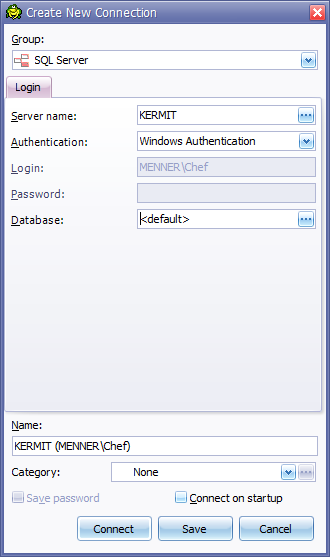 Create New Connection
Group:
SQL Server
Login
Server name: KERMIT
Authentication: Windows Authentication
Login: MENNER\Chef
Password:
Database: <default>
Name:
KERMIT (MENNER\Chef)
Category: None
Save password Connect on startup
Connect Save Cancel